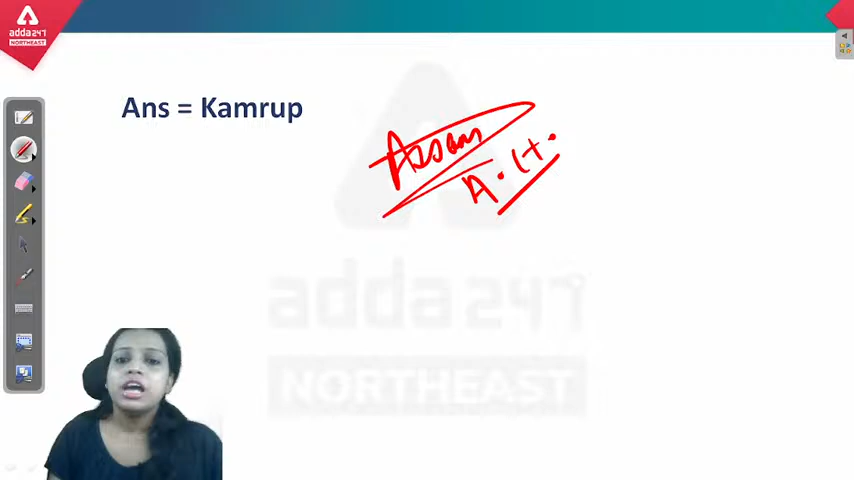 adda247
NORTHEAST
Ans = Kamrup
Assam
A.H.
adda247
NORTHEAST